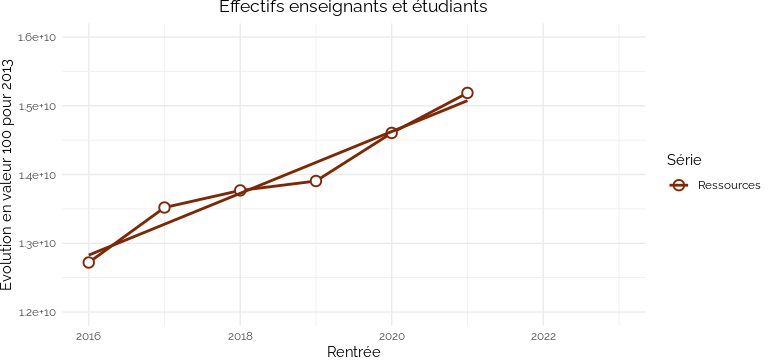 Effectifs enseignants et étudiants
Evolution en valeur 100 pour 2013
1.6e+10
1.5e+10
1.4e+10
1.3e+10
1.2e+10
2016
2018
2020
2022
Rentrée
Série
Ressources